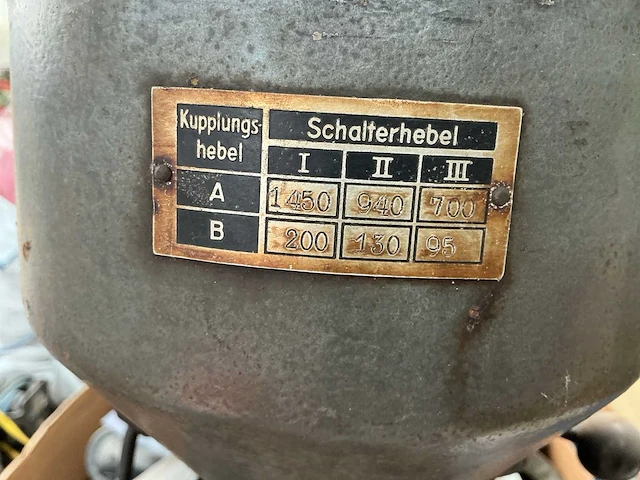 Kupplungs-
hebel
Schalterhebel
I II III
A 1450 940 700
B 200 130 95